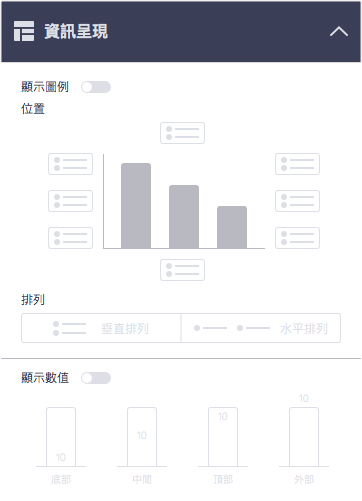 資訊呈現
顯示圖例
位置
排列
垂直排列
水平排列
顯示數值
10 10 10 10
底部 中間 頂部 外部